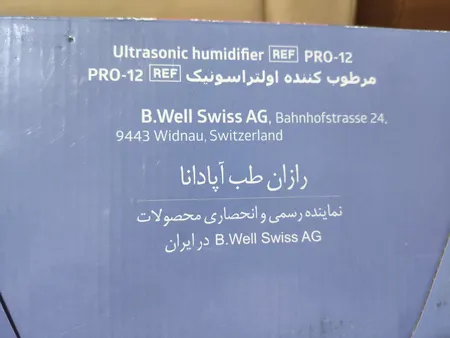 Ultrasonic humidifier REF PRO-12
مرطوب کننده اولتراسونیک REF PRO-12
B.Well Swiss AG, Bahnhofstrasse 24,
9443 Widnau, Switzerland
رازان طب آپادانا
نماینده رسمی و انحصاری محصولات
B.Well Swiss AG در ایران